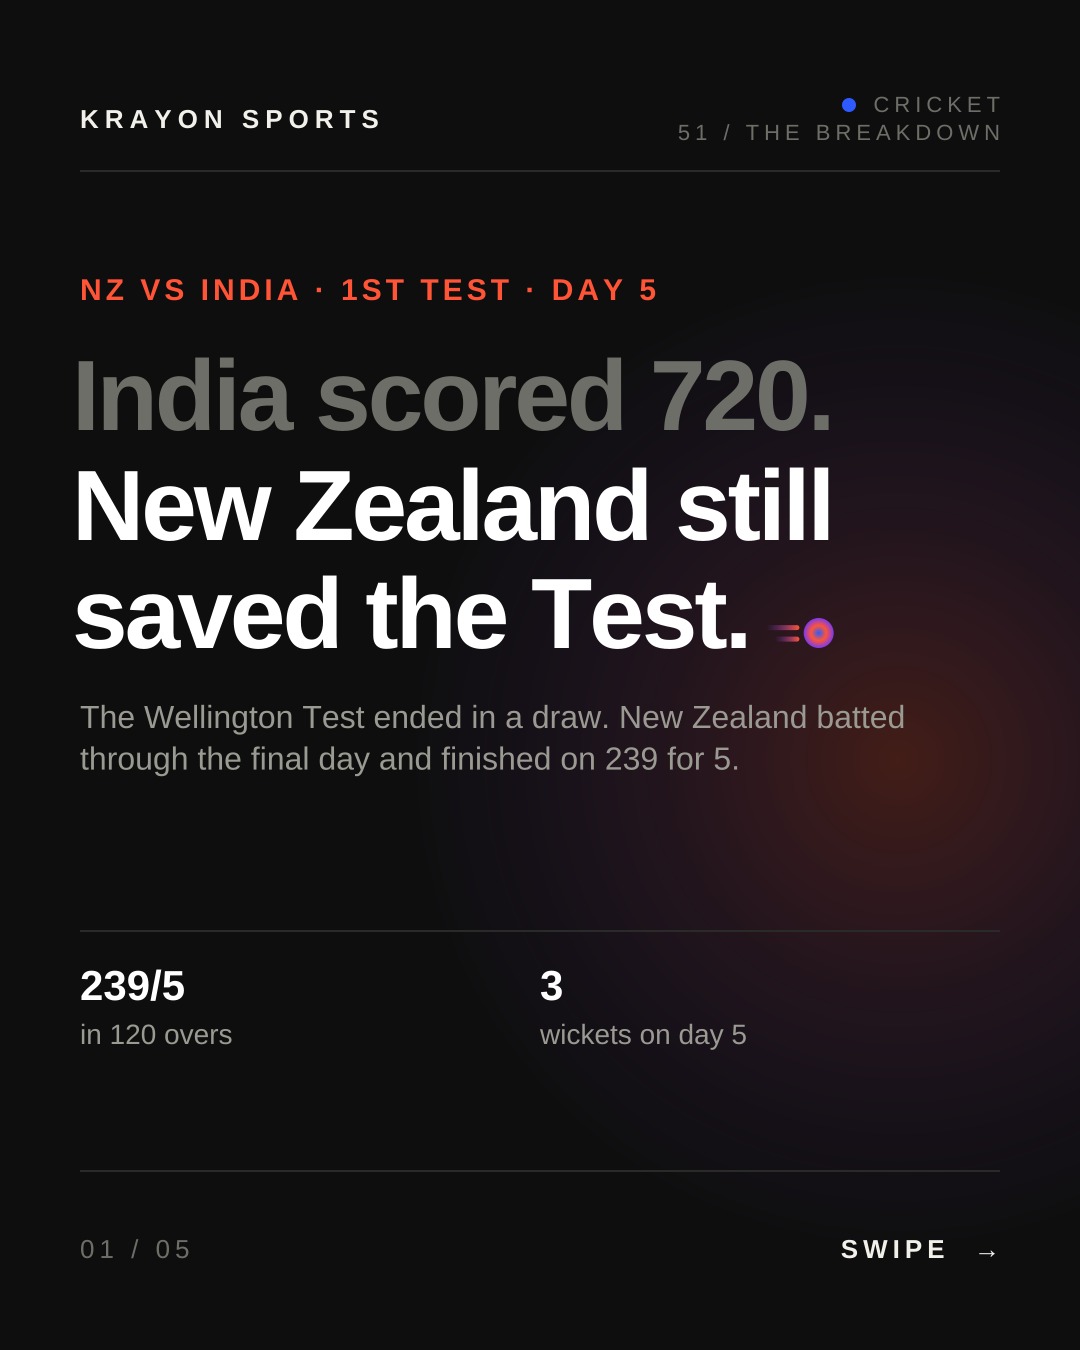 KRAYON SPORTS
CRICKET
51 / THE BREAKDOWN
NZ VS INDIA · 1ST TEST · DAY 5
India scored 720.
New Zealand still
saved the Test.
The Wellington Test ended in a draw. New Zealand batted
through the final day and finished on 239 for 5.
239/5
in 120 overs
3
wickets on day 5
01 / 05
SWIPE →